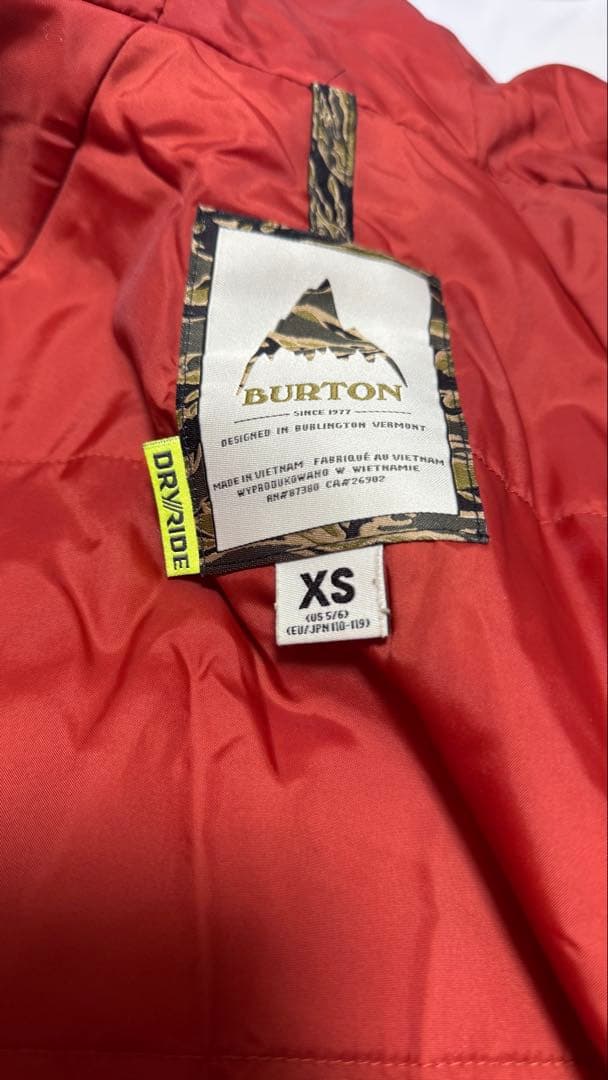 BURTON
SINCE 1977
DESIGNED IN BURLINGTON VERMONT
MADE IN VIETNAM FABRIQUÉ AU VIETNAM
WYPRODUKOWANO W WIETNAMIE
RN#87380 CA#26902
DRY//RIDE
XS
(US 5/6)
(EU/JPN 110-119)